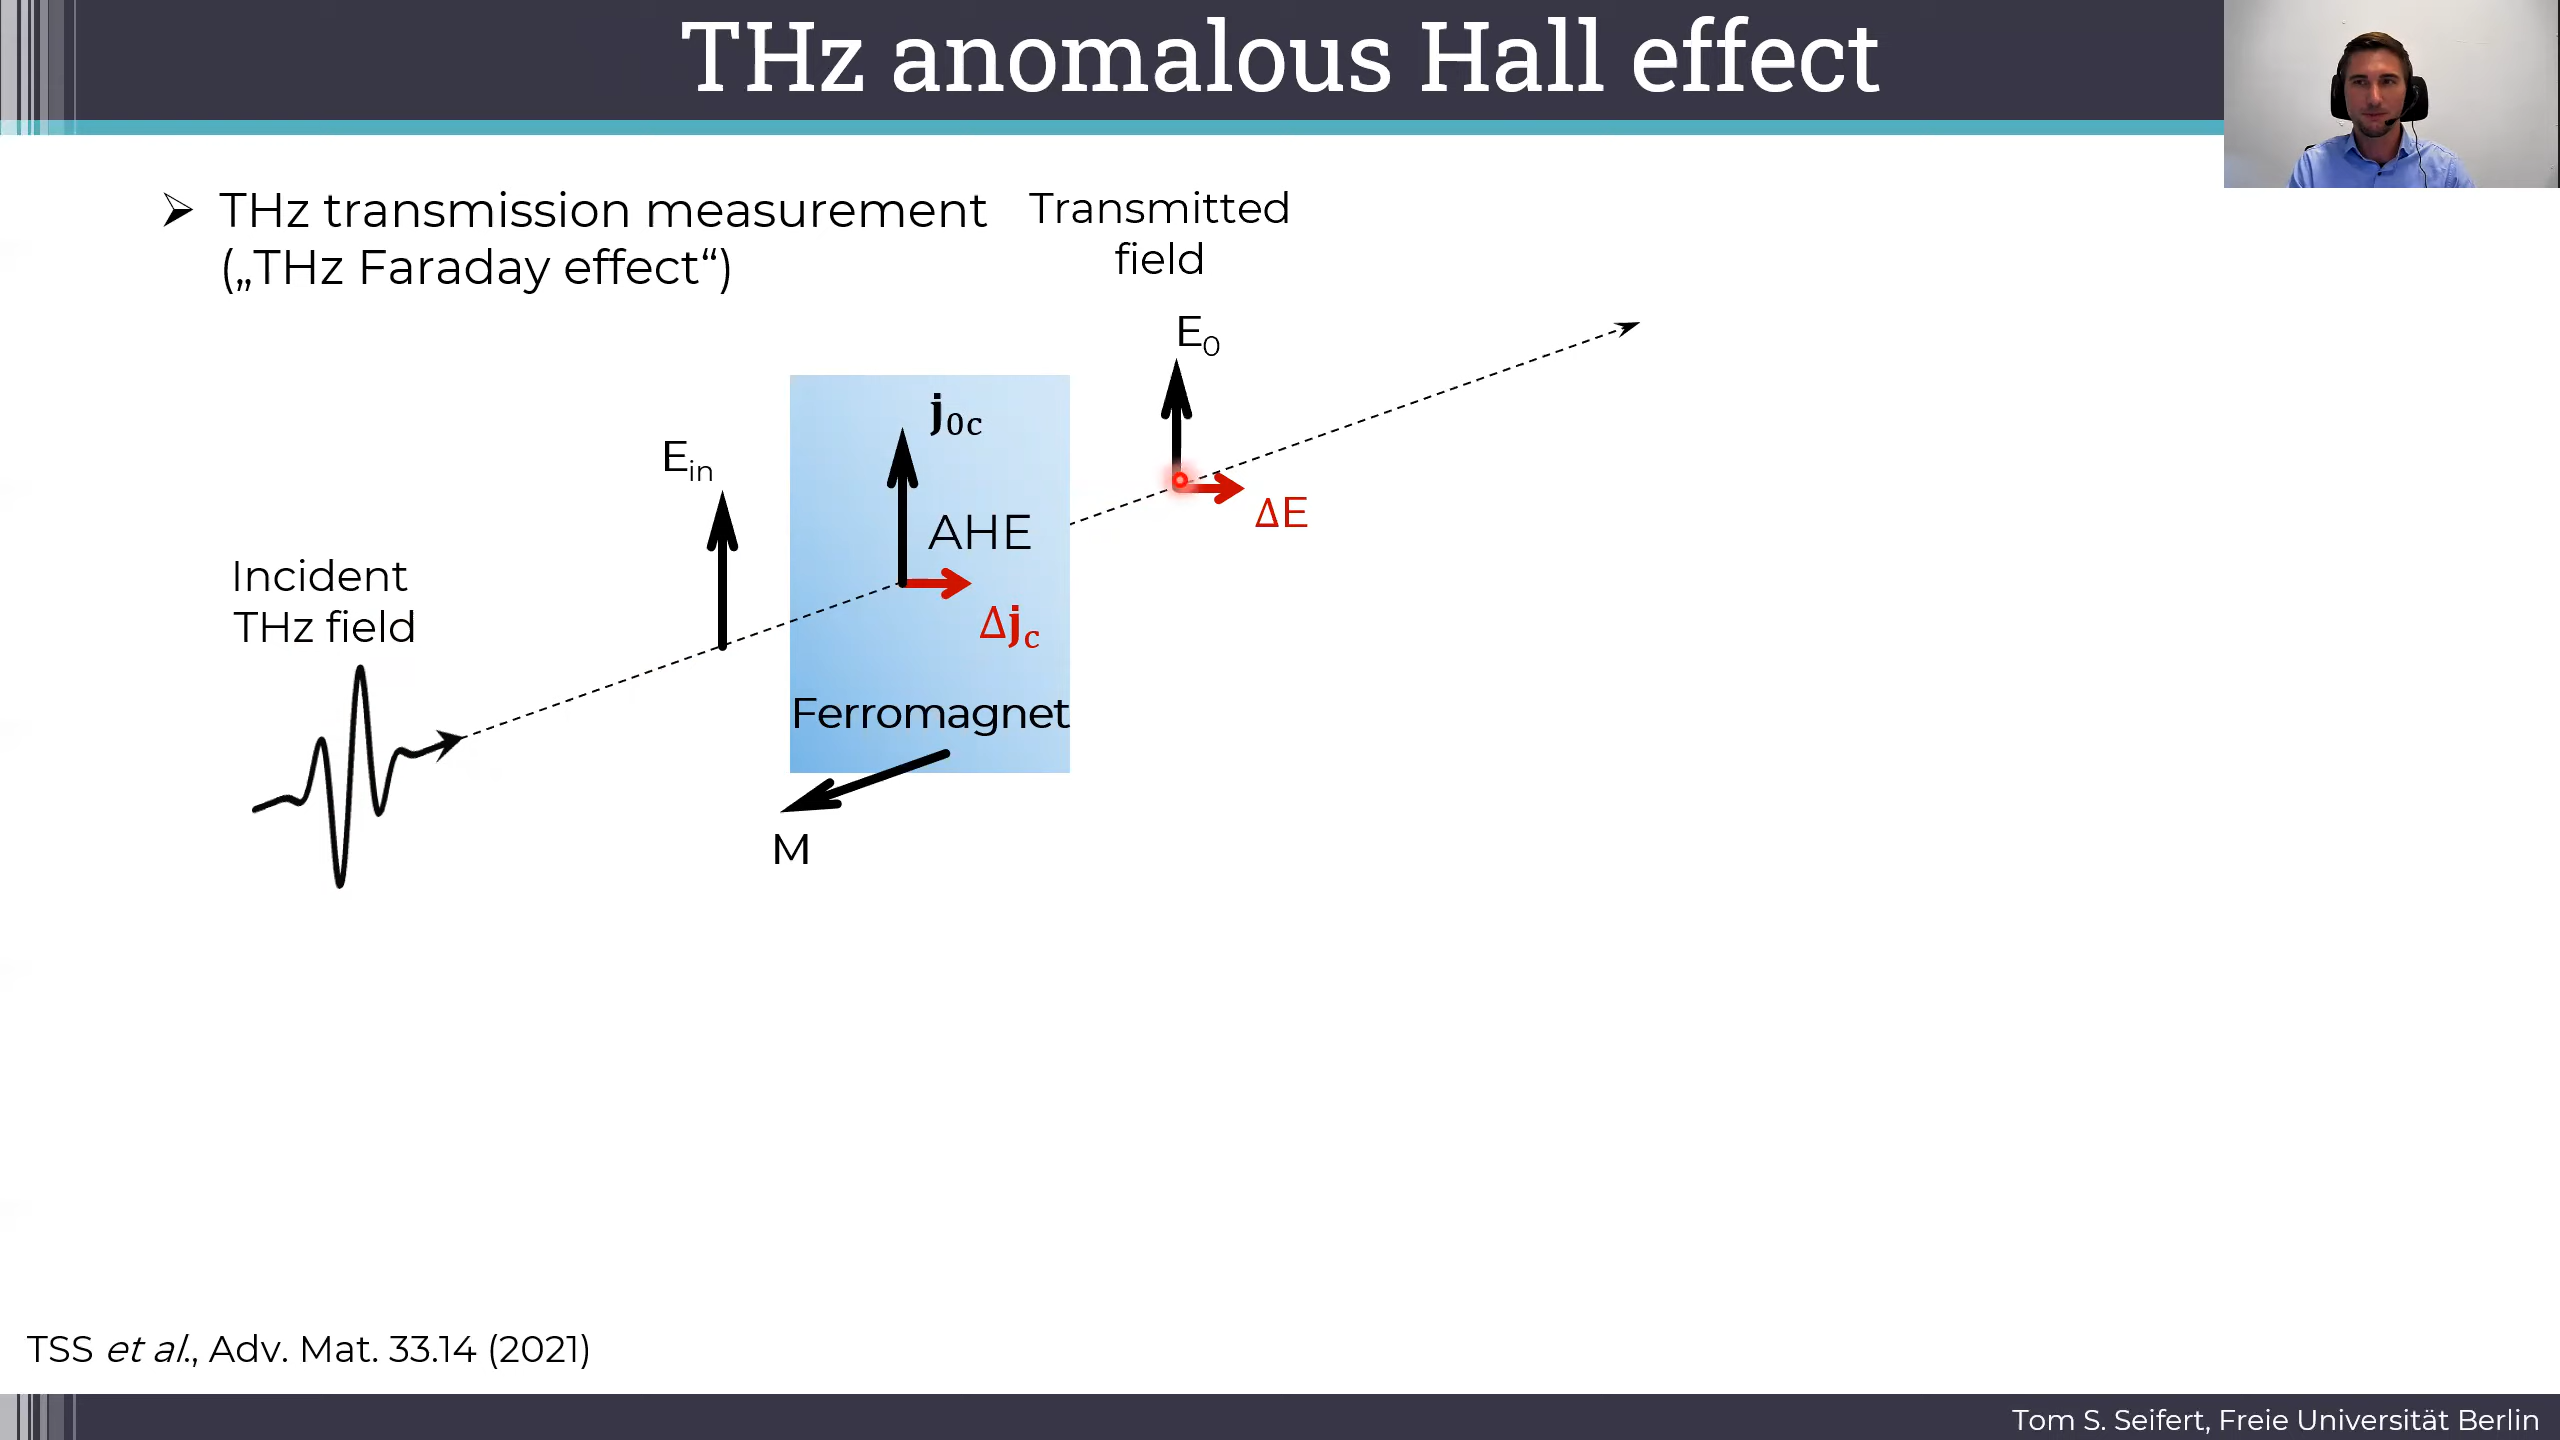 THz anomalous Hall effect
➢ THz transmission measurement
(„THz Faraday effect“)
Transmitted
field
E₀
j₀c
E_in
AHE
ΔE
Incident
THz field
Δj_c
Ferromagnet
M
TSS et al., Adv. Mat. 33.14 (2021)
Tom S. Seifert, Freie Universität Berlin